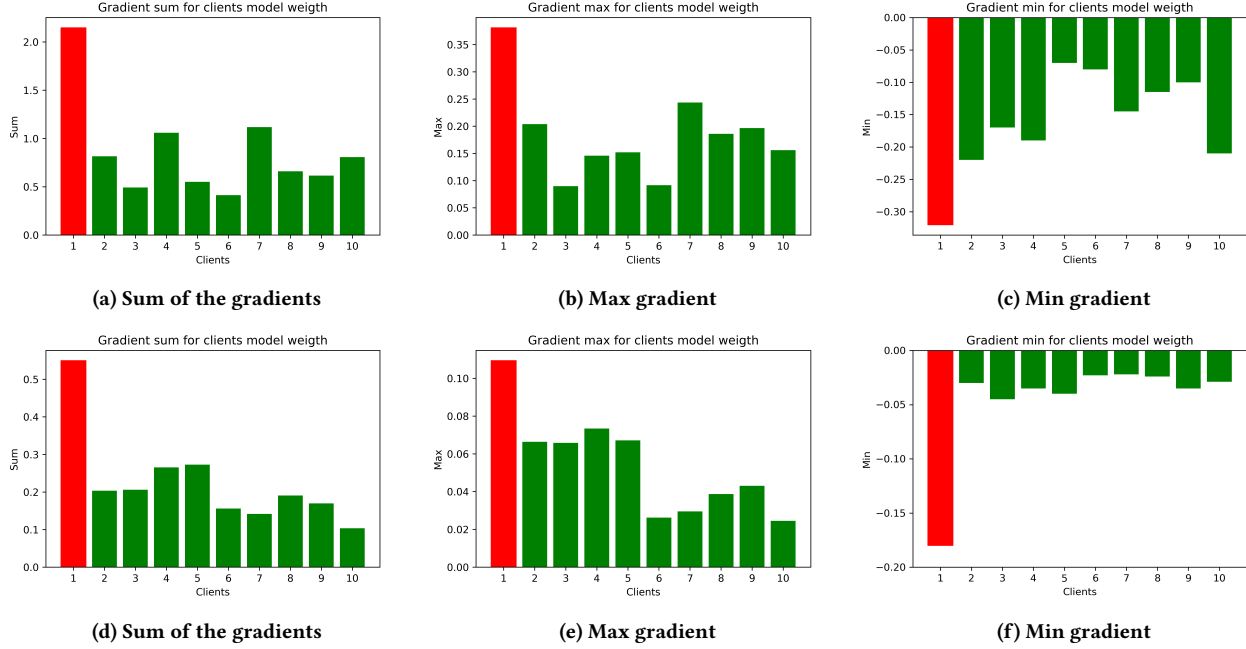 Gradient sum for clients model weigth
2.0
1.5
1.0
0.5
0.0
Sum
1 2 3 4 5 6 7 8 9 10
Clients
(a) Sum of the gradients
Gradient max for clients model weigth
0.35
0.30
0.25
0.20
0.15
0.10
0.05
0.00
Max
1 2 3 4 5 6 7 8 9 10
Clients
(b) Max gradient
Gradient min for clients model weigth
0.00
−0.05
−0.10
−0.15
−0.20
−0.25
−0.30
Min
1 2 3 4 5 6 7 8 9 10
Clients
(c) Min gradient
Gradient sum for clients model weigth
0.5
0.4
0.3
0.2
0.1
0.0
Sum
1 2 3 4 5 6 7 8 9 10
Clients
(d) Sum of the gradients
Gradient max for clients model weigth
0.10
0.08
0.06
0.04
0.02
0.00
Max
1 2 3 4 5 6 7 8 9 10
Clients
(e) Max gradient
Gradient min for clients model weigth
0.00
−0.05
−0.10
−0.15
−0.20
Min
1 2 3 4 5 6 7 8 9 10
Clients
(f) Min gradient